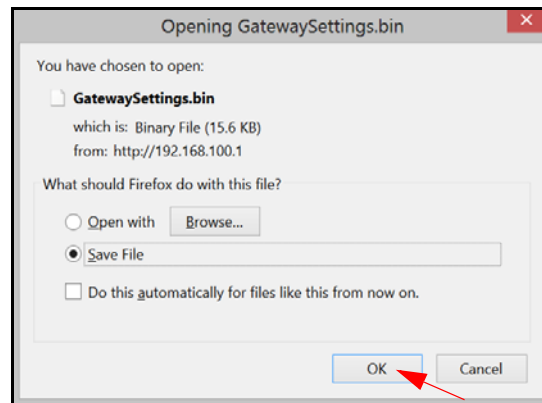 Opening GatewaySettings.bin
You have chosen to open:
GatewaySettings.bin
which is: Binary File (15.6 KB)
from: http://192.168.100.1
What should Firefox do with this file?
Open with Browse...
Save File
Do this automatically for files like this from now on.
OK Cancel